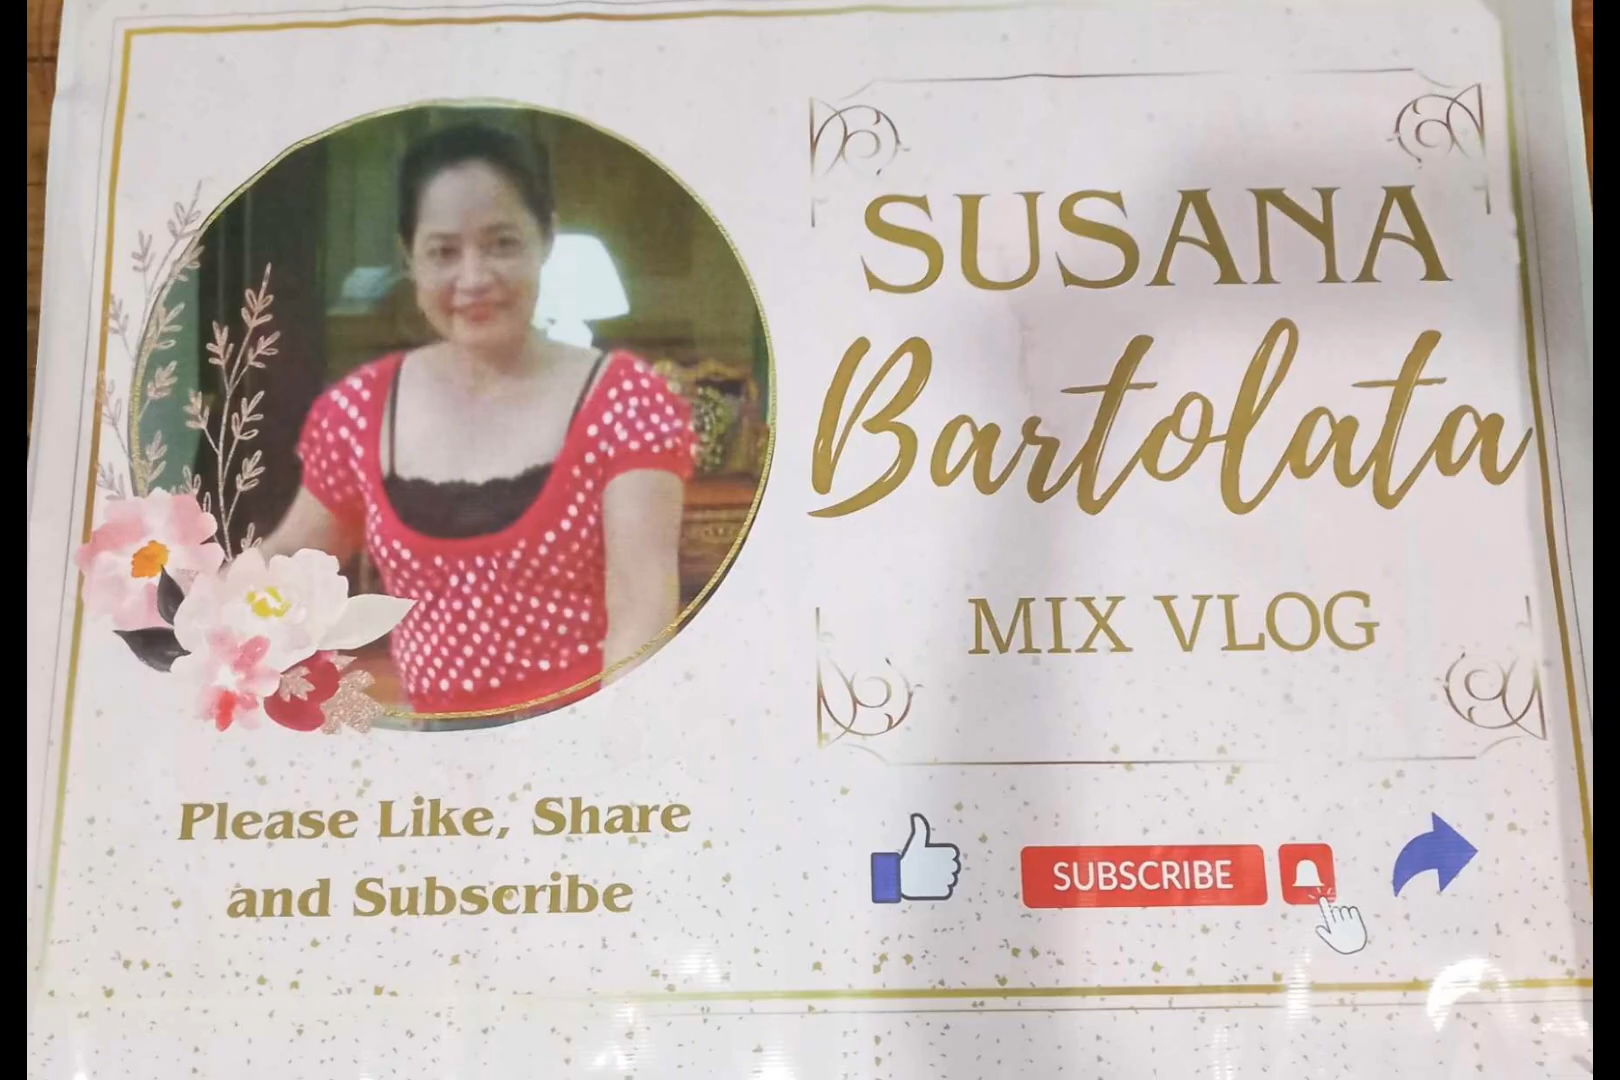 SUSANA
Bartolata
MIX VLOG
Please Like, Share
and Subscribe
SUBSCRIBE